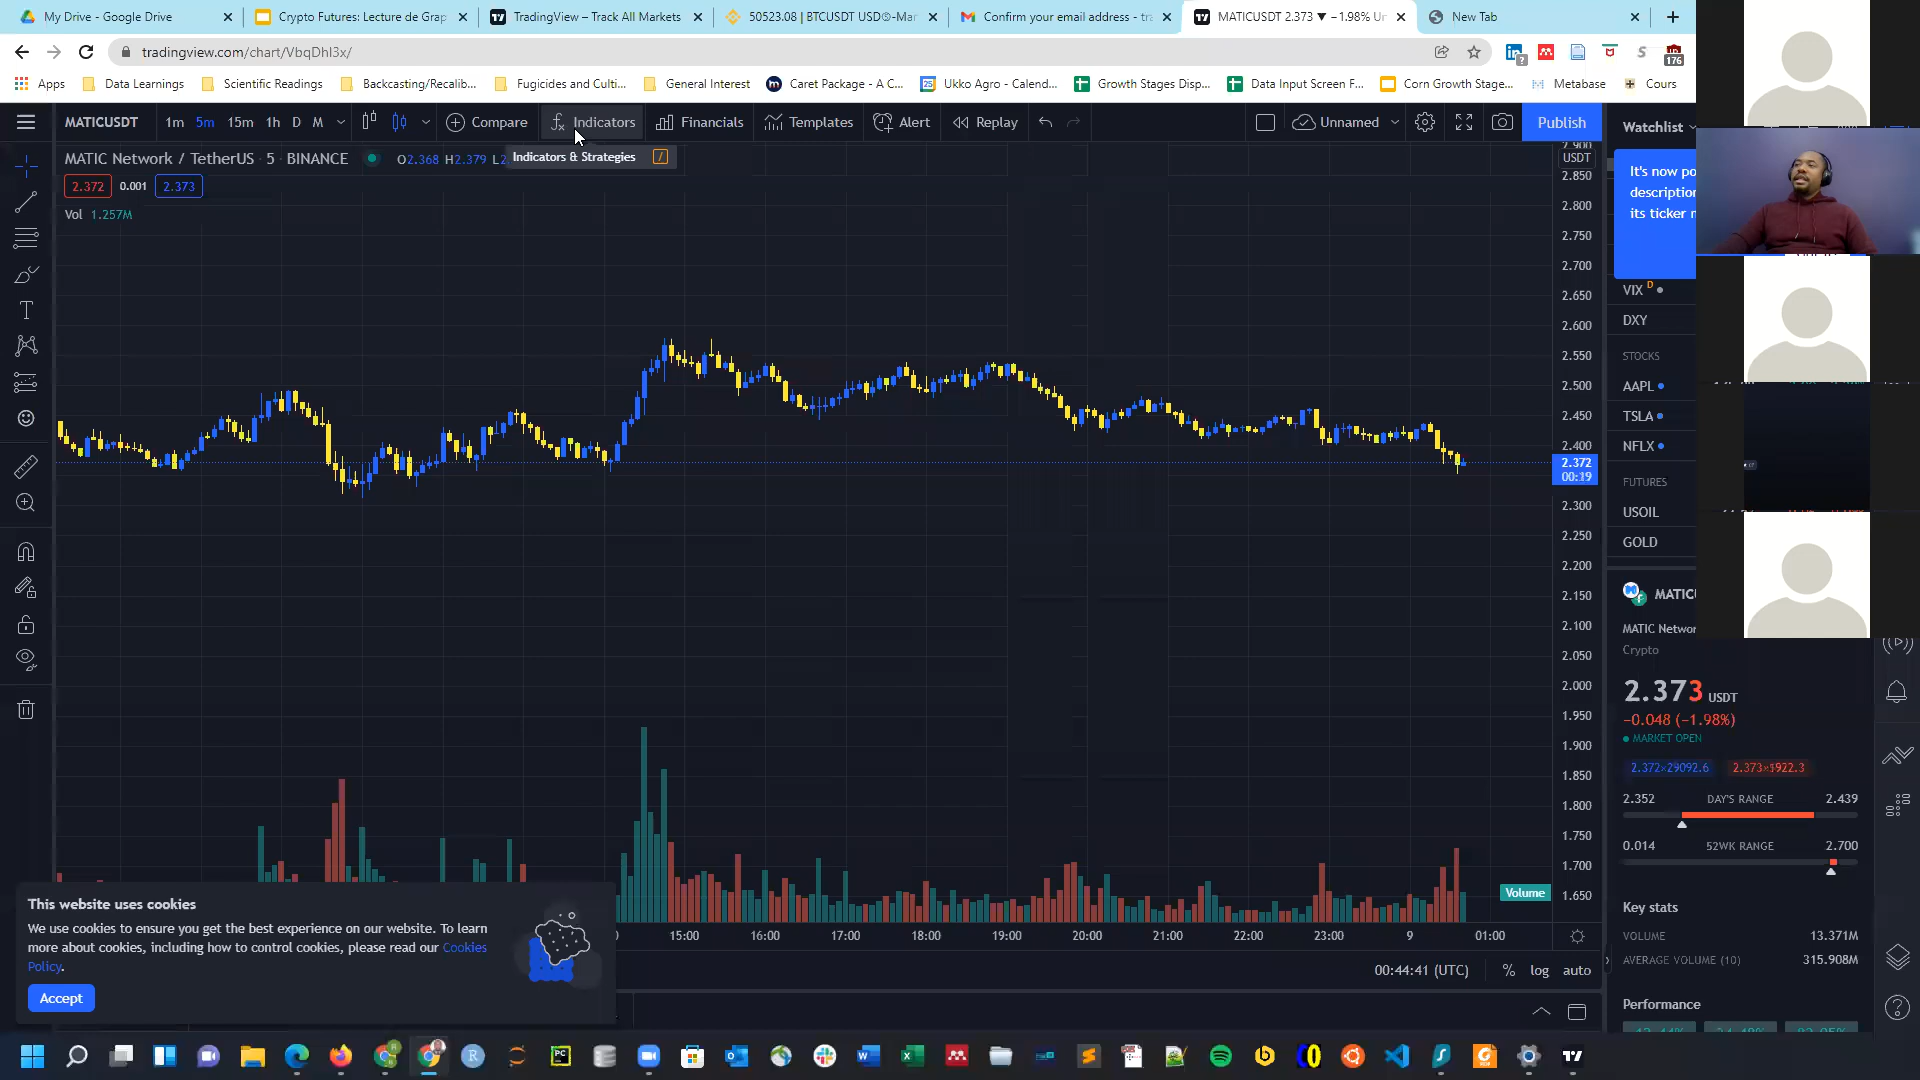 My Drive - Google Drive
Crypto Futures: Lecture de Grap
TradingView – Track All Markets
50523.08 | BTCUSDT USD®-Mar
Confirm your email address - tra
MATICUSDT 2.373 ▼ −1.98% Un
New Tab
tradingview.com/chart/VbqDhI3x/
176
Apps
Data Learnings
Scientific Readings
Backcasting/Recalib...
Fugicides and Culti...
General Interest
Caret Package - A C...
Ukko Agro - Calend...
Growth Stages Disp...
Data Input Screen F...
Corn Growth Stage...
Metabase
Cours
MATICUSDT
1m
5m
15m
1h
D
M
Compare
Indicators
Financials
Templates
Alert
Replay
Unnamed
Publish
Watchlist
MATIC Network / TetherUS · 5 · BINANCE
O2.368 H2.379 L2
Indicators & Strategies /
2.372
0.001
2.373
Vol 1.257M
It's now po
description
its ticker n
2.900
USDT
2.850
2.800
2.750
2.700
2.650
2.600
2.550
2.500
2.450
2.400
2.372
00:19
2.300
2.250
2.200
2.150
2.100
2.050
2.000
1.950
1.900
1.850
1.800
1.750
1.700
1.650
Volume
VIX D
DXY
STOCKS
AAPL
TSLA
NFLX
FUTURES
USOIL
GOLD
MATICU
MATIC Networ
Crypto
2.373 USDT
−0.048 (−1.98%)
MARKET OPEN
2.372×29092.6
2.373×5922.3
2.352 DAY'S RANGE 2.439
0.014 52WK RANGE 2.700
Key stats
VOLUME 13.371M
AVERAGE VOLUME (10) 315.908M
Performance
This website uses cookies
We use cookies to ensure you get the best experience on our website. To learn
more about cookies, including how to control cookies, please read our Cookies
Policy.
Accept
15:00
16:00
17:00
18:00
19:00
20:00
21:00
22:00
23:00
9
01:00
00:44:41 (UTC)
%
log
auto